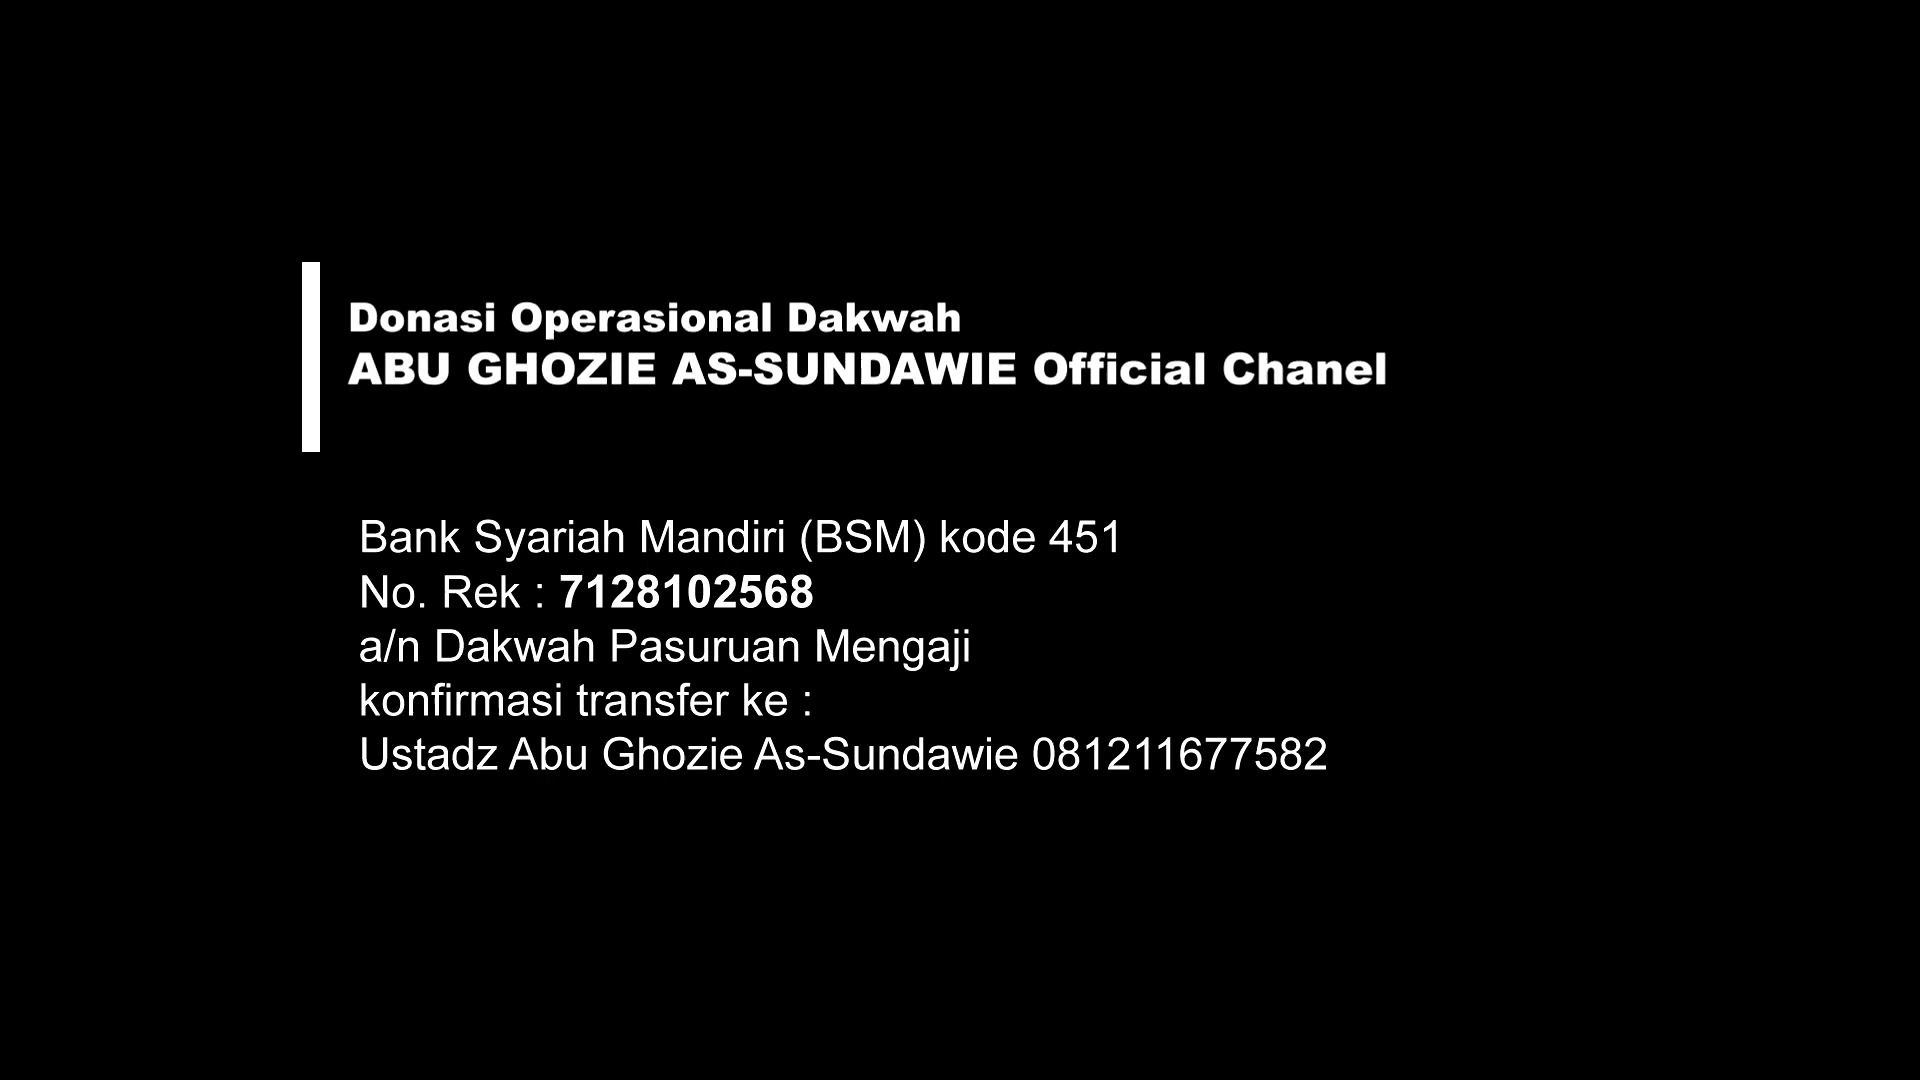 Donasi Operasional Dakwah
ABU GHOZIE AS-SUNDAWIE Official Chanel
Bank Syariah Mandiri (BSM) kode 451
No. Rek : 7128102568
a/n Dakwah Pasuruan Mengaji
konfirmasi transfer ke :
Ustadz Abu Ghozie As-Sundawie 081211677582